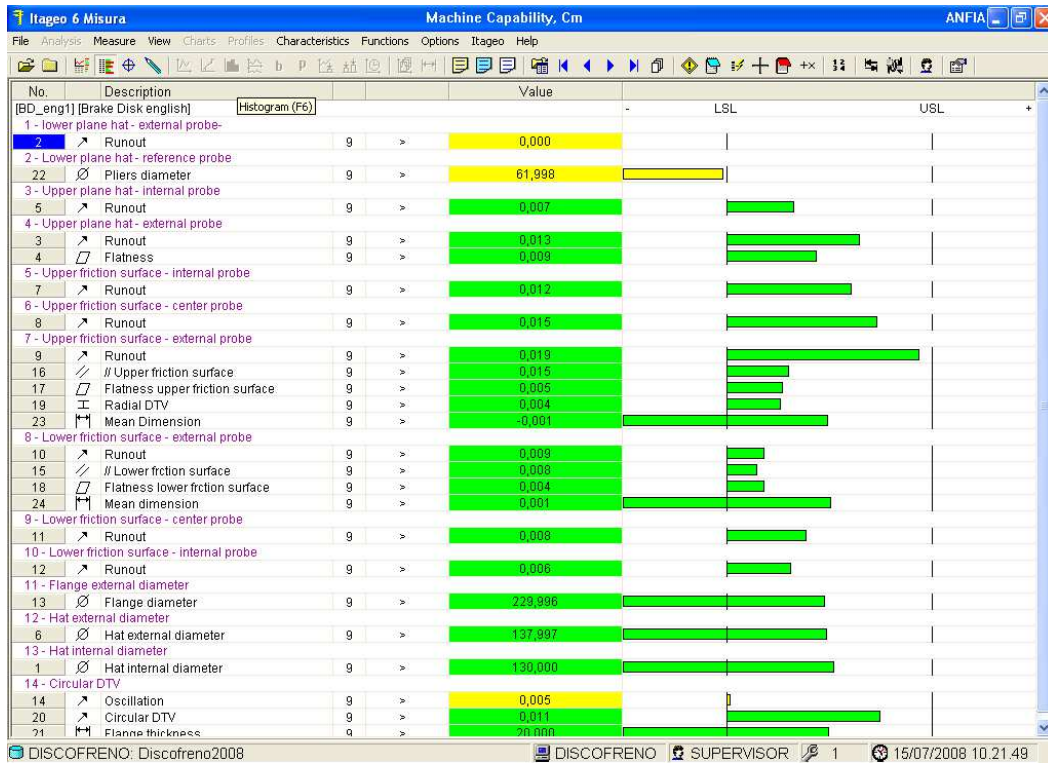 Itageo 6 Misura Machine Capability, Cm ANFIA
File Analysis Measure View Charts Profiles Characteristics Functions Options Itageo Help
No. Description Value
[BD_eng1] [Brake Disk english] Histogram (F6) - LSL USL +
1 - lower plane hat - external probe-
2 Runout 9 > 0,000
2 - Lower plane hat - reference probe
22 Pliers diameter 9 > 61,998
3 - Upper plane hat - internal probe
5 Runout 9 > 0,007
4 - Upper plane hat - external probe
3 Runout 9 > 0,013
4 Flatness 9 > 0,009
5 - Upper friction surface - internal probe
7 Runout 9 > 0,012
6 - Upper friction surface - center probe
8 Runout 9 > 0,015
7 - Upper friction surface - external probe
9 Runout 9 > 0,019
16 // Upper friction surface 9 > 0,015
17 Flatness upper friction surface 9 > 0,005
19 Radial DTV 9 > 0,004
23 Mean Dimension 9 > -0,001
8 - Lower friction surface - external probe
10 Runout 9 > 0,009
15 // Lower frction surface 9 > 0,008
18 Flatness lower frction surface 9 > 0,004
24 Mean dimension 9 > 0,001
9 - Lower friction surface - center probe
11 Runout 9 > 0,008
10 - Lower friction surface - internal probe
12 Runout 9 > 0,006
11 - Flange external diameter
13 Flange diameter 9 > 229,996
12 - Hat external diameter
6 Hat external diameter 9 > 137,997
13 - Hat internal diameter
1 Hat internal diameter 9 > 130,000
14 - Circular DTV
14 Oscillation 9 > 0,005
20 Circular DTV 9 > 0,011
21 Flange thickness 9 > 20,000
DISCOFRENO: Discofreno2008 DISCOFRENO SUPERVISOR 1 15/07/2008 10.21.49